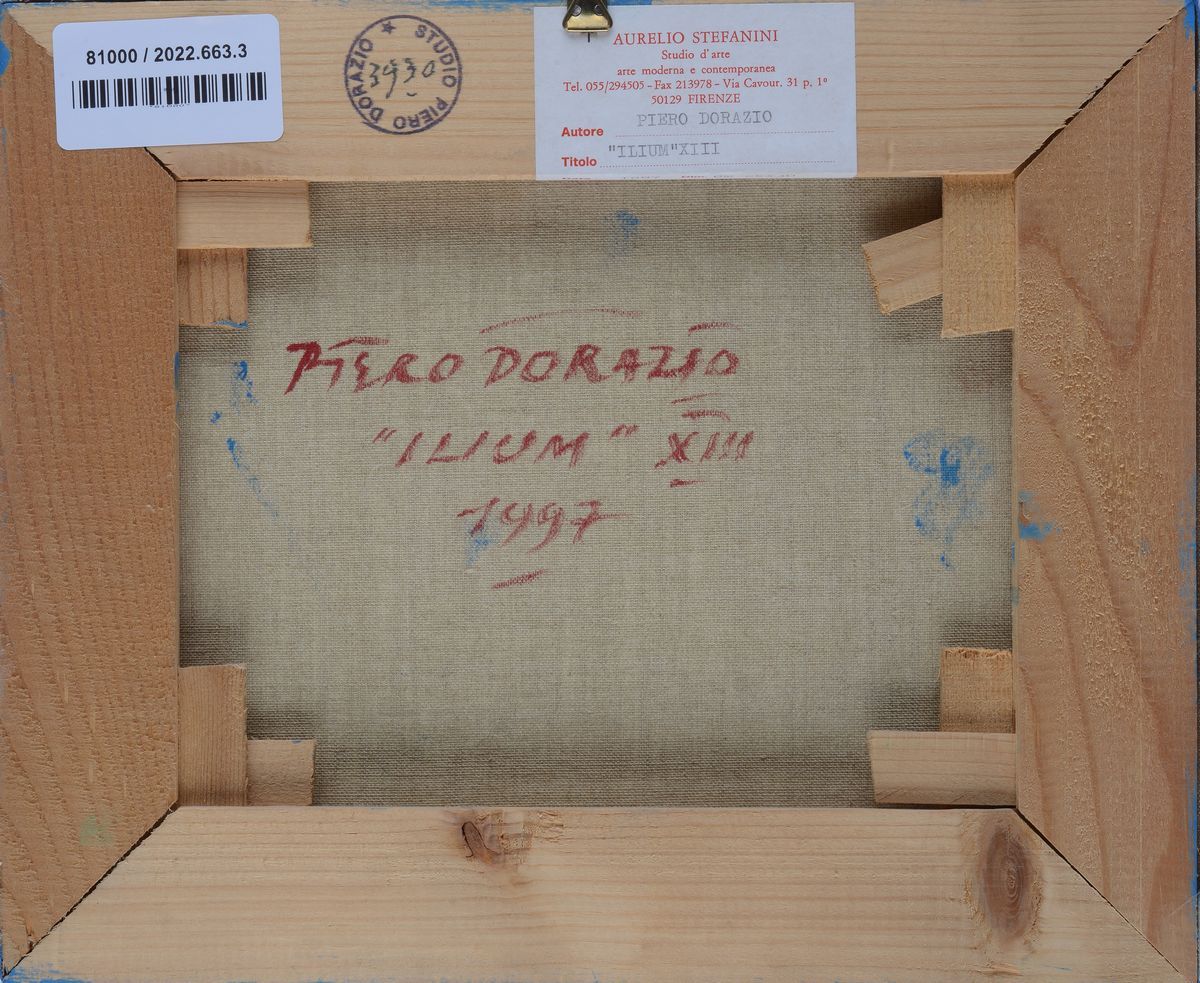 81000 / 2022.663.3
STUDIO PIERO DORAZIO
3930
AURELIO STEFANINI
Studio d'arte
arte moderna e contemporanea
Tel. 055/294505 - Fax 213978 - Via Cavour. 31 p. 1°
50129 FIRENZE
Autore PIERO DORAZIO
Titolo "ILIUM"XIII
PIERO DORAZIO
"ILIUM" XIII
1997